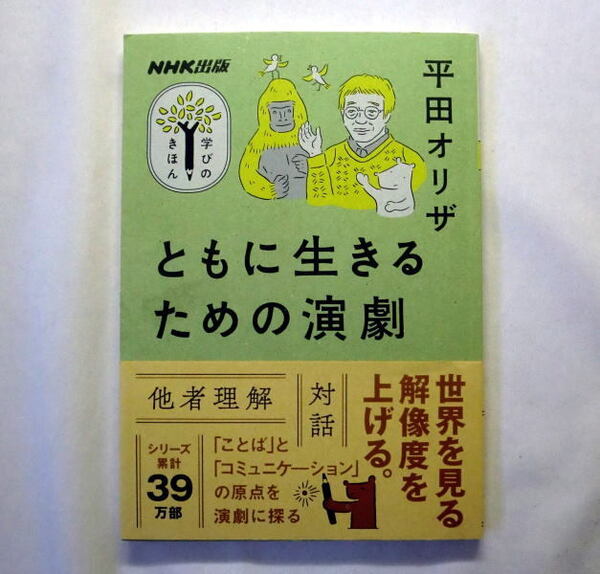 NHK出版
学びの
きほん
平田オリザ
ともに生きる
ための演劇
世界を見る
解像度を
上げる。
他者理解
対話
シリーズ
累計
39
万部
「ことば」と
「コミュニケーション」
の原点を
演劇に探る